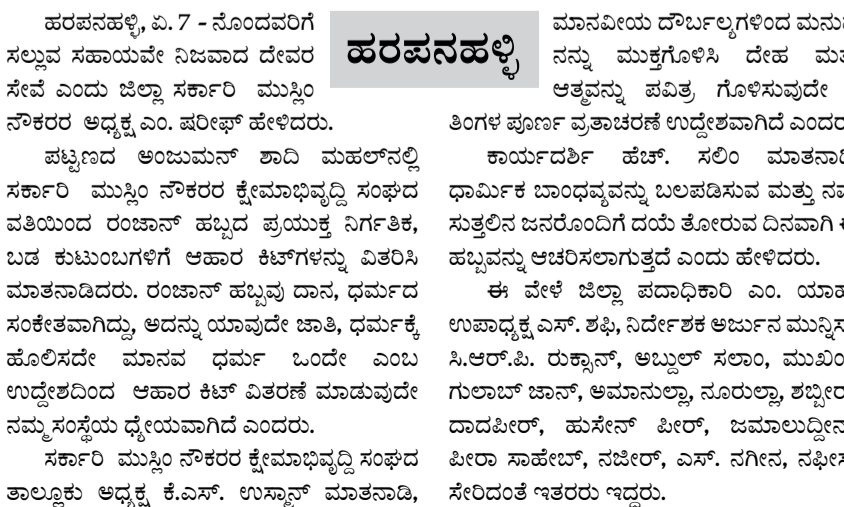 ಹರಪನಹಳ್ಳಿ
ಹರಪನಹಳ್ಳಿ, ಏ. 7 - ನೊಂದವರಿಗೆ
ಸಲ್ಲುವ ಸಹಾಯವೇ ನಿಜವಾದ ದೇವರ
ಸೇವೆ ಎಂದು ಜಿಲ್ಲಾ ಸರ್ಕಾರಿ ಮುಸ್ಲಿಂ
ನೌಕರರ ಅಧ್ಯಕ್ಷ ಎಂ. ಷರೀಫ್ ಹೇಳಿದರು.
ಪಟ್ಟಣದ ಅಂಜುಮನ್ ಶಾದಿ ಮಹಲ್‌ನಲ್ಲಿ
ಸರ್ಕಾರಿ ಮುಸ್ಲಿಂ ನೌಕರರ ಕ್ಷೇಮಾಭಿವೃದ್ದಿ ಸಂಘದ
ವತಿಯಿಂದ ರಂಜಾನ್ ಹಬ್ಬದ ಪ್ರಯುಕ್ತ ನಿರ್ಗತಿಕ,
ಬಡ ಕುಟುಂಬಗಳಿಗೆ ಆಹಾರ ಕಿಟ್‌ಗಳನ್ನು ವಿತರಿಸಿ
ಮಾತನಾಡಿದರು. ರಂಜಾನ್ ಹಬ್ಬವು ದಾನ, ಧರ್ಮದ
ಸಂಕೇತವಾಗಿದ್ದು, ಅದನ್ನು ಯಾವುದೇ ಜಾತಿ, ಧರ್ಮಕ್ಕೆ
ಹೊಲಿಸದೇ ಮಾನವ ಧರ್ಮ ಒಂದೇ ಎಂಬ
ಉದ್ದೇಶದಿಂದ ಆಹಾರ ಕಿಟ್ ವಿತರಣೆ ಮಾಡುವುದೇ
ನಮ್ಮ ಸಂಸ್ಥೆಯ ಧ್ಯೇಯವಾಗಿದೆ ಎಂದರು.
ಸರ್ಕಾರಿ ಮುಸ್ಲಿಂ ನೌಕರರ ಕ್ಷೇಮಾಭಿವೃದ್ದಿ ಸಂಘದ
ತಾಲ್ಲೂಕು ಅಧ್ಯಕ್ಷ ಕೆ.ಎಸ್. ಉಸ್ಮಾನ್ ಮಾತನಾಡಿ,
ಮಾನವೀಯ ದೌರ್ಬಲ್ಯಗಳಿಂದ
ನನ್ನು ಮುಕ್ತಗೊಳಿಸಿ ದೇಹ
ಆತ್ಮವನ್ನು ಪವಿತ್ರ ಗೊಳಿಸುವುದೇ
ತಿಂಗಳ ಪೂರ್ಣ ವ್ರತಾಚರಣೆ ಉದ್ದೇಶವಾಗಿದೆ
ಕಾರ್ಯದರ್ಶಿ ಹೆಚ್. ಸಲಿಂ
ಧಾರ್ಮಿಕ ಬಾಂಧವ್ಯವನ್ನು ಬಲಪಡಿಸುವ ಮತ್ತು
ಸುತ್ತಲಿನ ಜನರೊಂದಿಗೆ ದಯೆ ತೋರುವ ದಿನವಾಗಿ
ಹಬ್ಬವನ್ನು ಆಚರಿಸಲಾಗುತ್ತದೆ ಎಂದು ಹೇಳಿದರು.
ಈ ವೇಳೆ ಜಿಲ್ಲಾ ಪದಾಧಿಕಾರಿ ಎಂ.
ಉಪಾಧ್ಯಕ್ಷ ಎಸ್. ಶಫಿ, ನಿರ್ದೇಶಕ ಅರ್ಜುನ
ಸಿ.ಆರ್.ಪಿ. ರುಕ್ಸಾನ್, ಅಬ್ದುಲ್ ಸಲಾಂ,
ಗುಲಾಬ್ ಜಾನ್, ಅಮಾನುಲ್ಲಾ, ನೂರುಲ್ಲಾ,
ದಾದಪೀರ್, ಹುಸೇನ್ ಪೀರ್,
ಪೀರಾ ಸಾಹೇಬ್, ನಜೀರ್, ಎಸ್. ನಗೀನ,
ಸೇರಿದಂತೆ ಇತರರು ಇದ್ದರು.